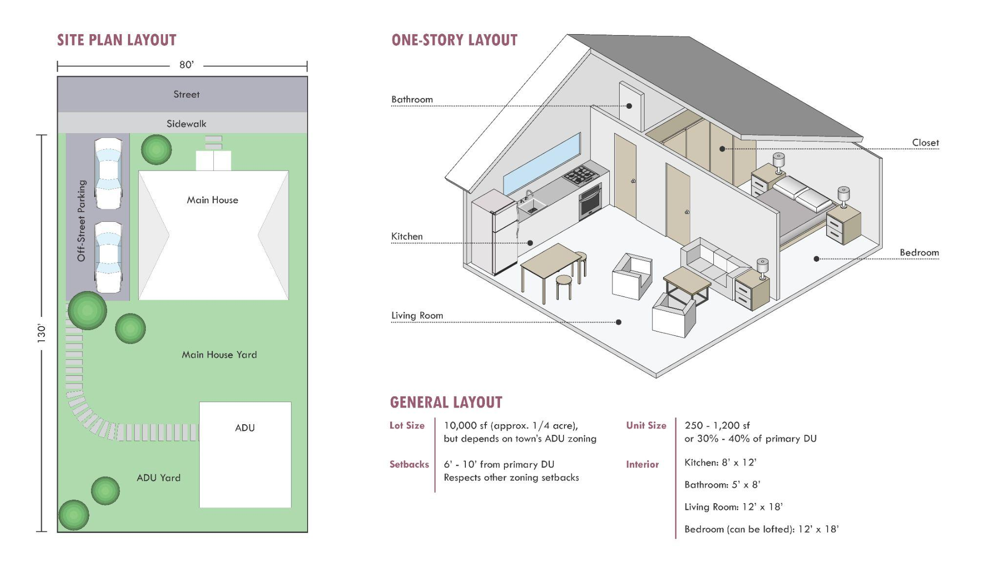 SITE PLAN LAYOUT
80’
Street
Sidewalk
Off-Street Parking
Main House
130’
Main House Yard
ADU
ADU Yard
ONE-STORY LAYOUT
Bathroom
Closet
Kitchen
Bedroom
Living Room
GENERAL LAYOUT
Lot Size
10,000 sf (approx. 1/4 acre),
but depends on town’s ADU zoning
Setbacks
6’ - 10’ from primary DU
Respects other zoning setbacks
Unit Size
250 - 1,200 sf
or 30% - 40% of primary DU
Interior
Kitchen: 8’ x 12’
Bathroom: 5’ x 8’
Living Room: 12’ x 18’
Bedroom (can be lofted): 12’ x 18’